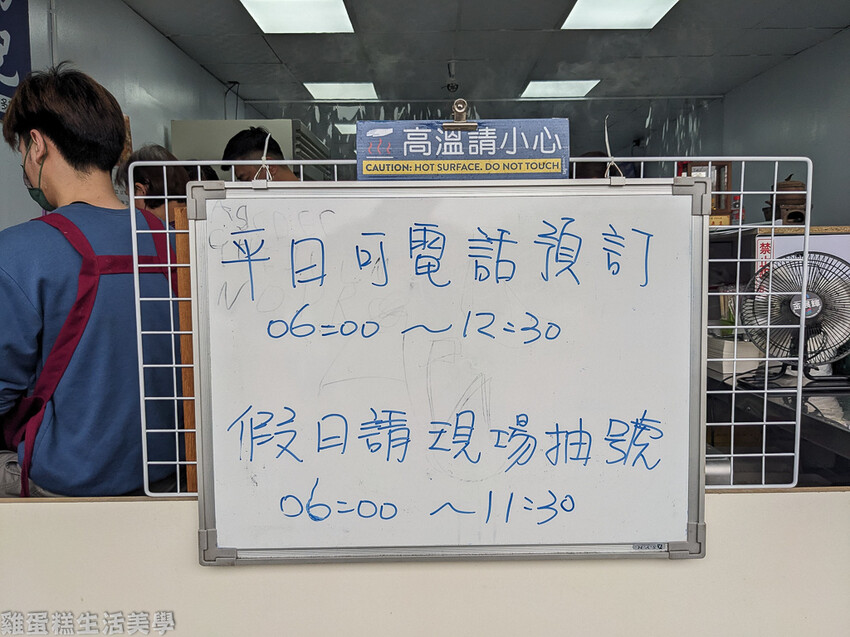 高溫請小心
CAUTION: HOT SURFACE. DO NOT TOUCH
平日可電話預訂
06:00 ～12:30
假日請現場抽號
06:00 ～11:30
禁止
雞蛋糕生活美學